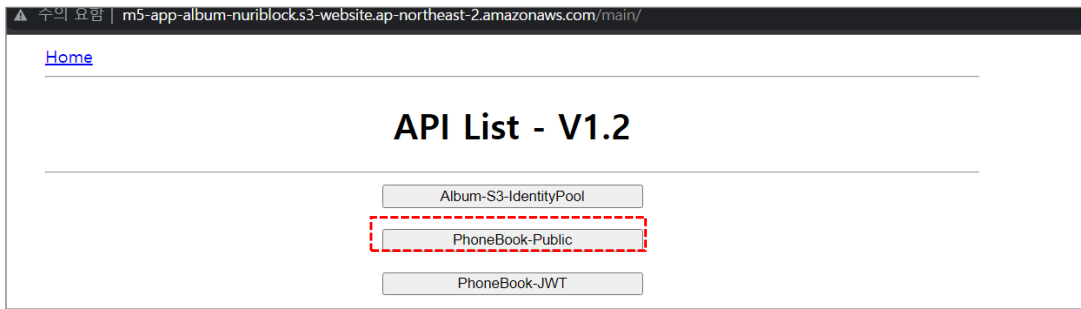 주의 요함 | m5-app-album-nuriblock.s3-website.ap-northeast-2.amazonaws.com/main/
Home
API List - V1.2
Album-S3-IdentityPool
PhoneBook-Public
PhoneBook-JWT